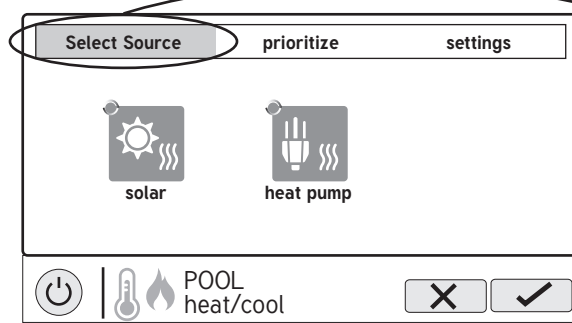 Select Source prioritize settings
solar heat pump
POOL
heat/cool